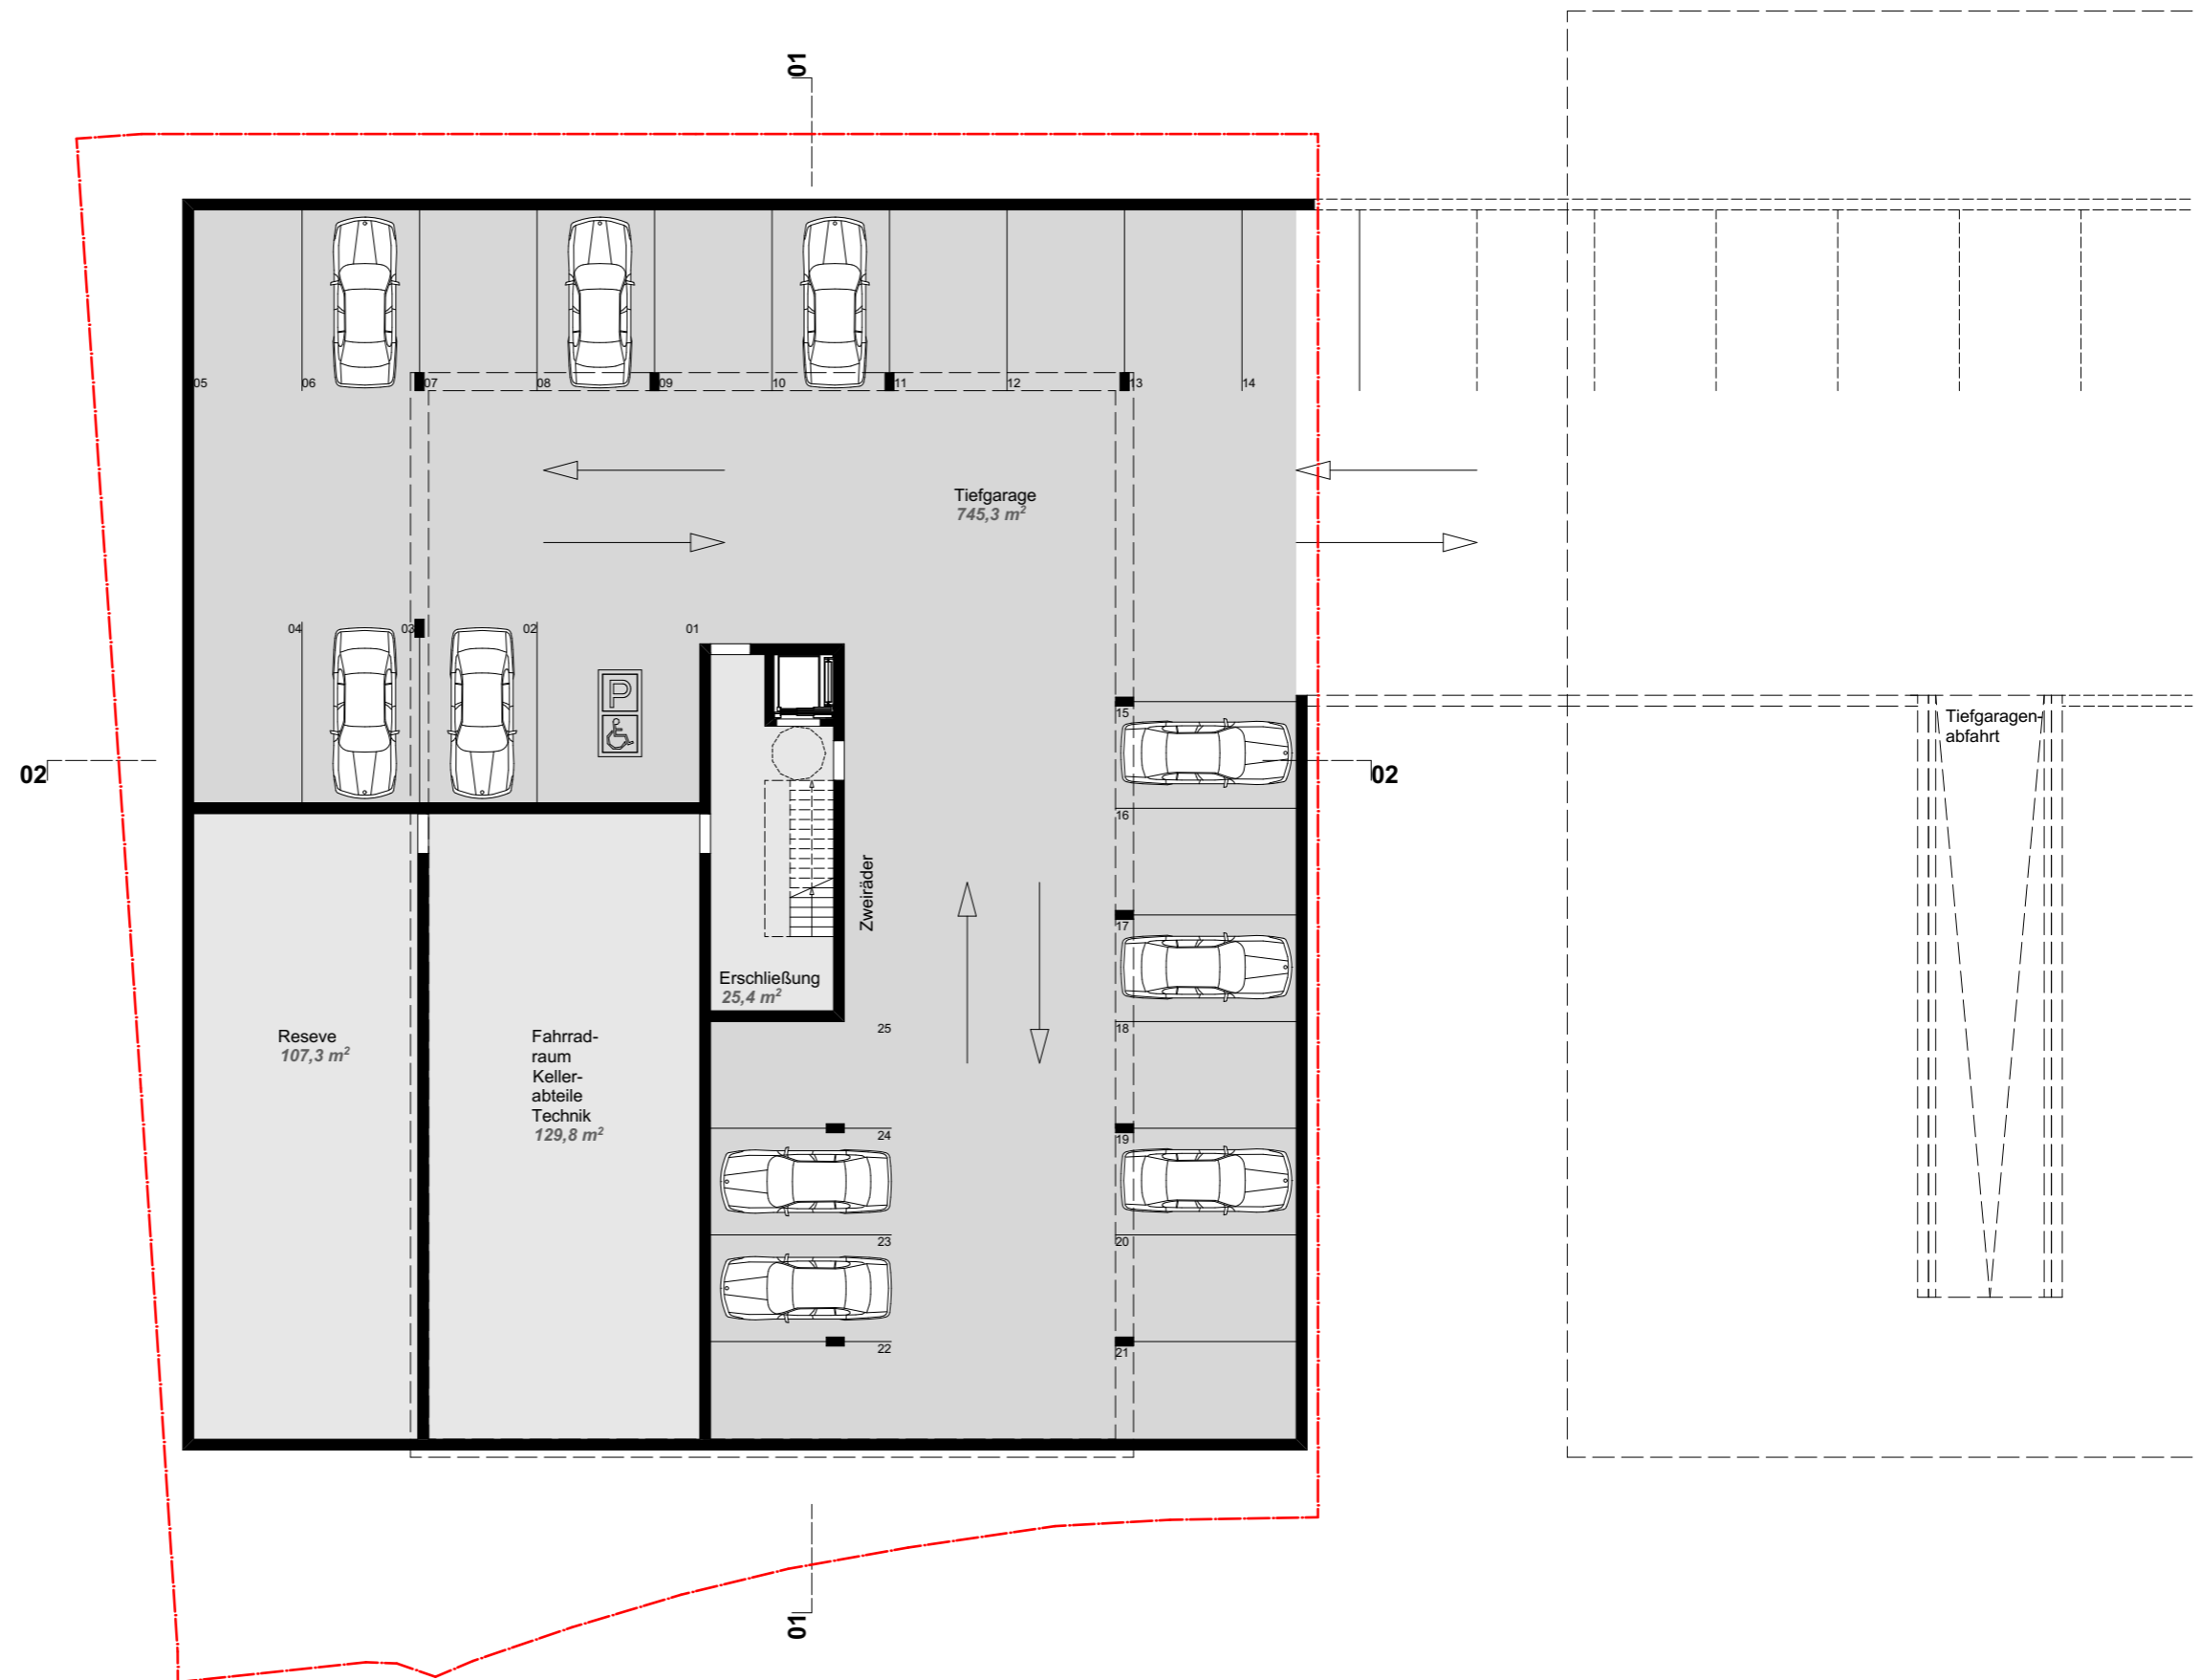 01
05
06
07
08
09
10
11
12
13
14
Tiefgarage
745,3 m²
04
03
02
01
P
15
02
02
Tiefgaragen-
abfahrt
16
Zweiräder
17
Erschließung
25,4 m²
25
18
Reseve
107,3 m²
Fahrrad-
raum
Keller-
abteile
Technik
129,8 m²
24
19
23
20
22
21
01